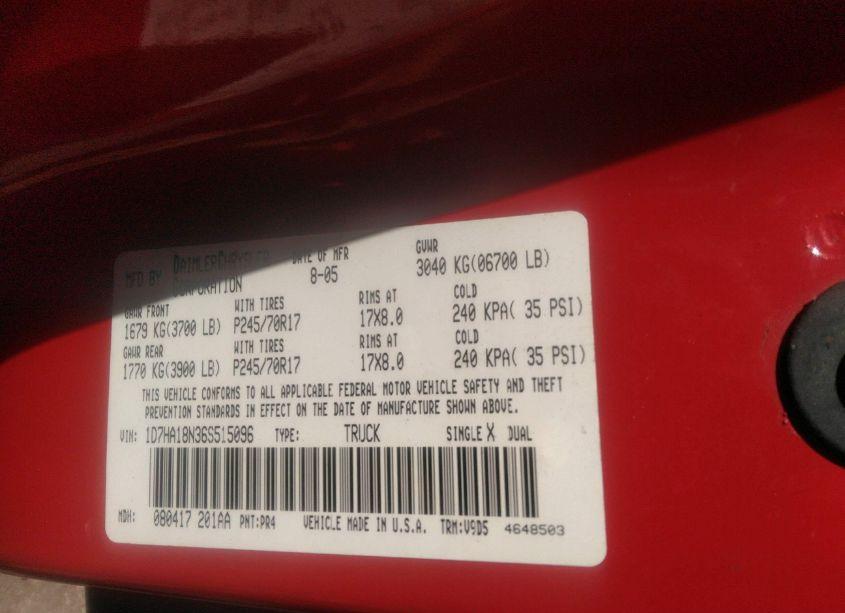 MFD BY DAIMLERCHRYSLER CORPORATION
DATE OF MFR 8-05
GVWR 3040 KG(06700 LB)
GAWR FRONT WITH TIRES RIMS AT COLD
1679 KG(3700 LB) P245/70R17 17X8.0 240 KPA( 35 PSI)
GAWR REAR WITH TIRES RIMS AT COLD
1770 KG(3900 LB) P245/70R17 17X8.0 240 KPA( 35 PSI)
THIS VEHICLE CONFORMS TO ALL APPLICABLE FEDERAL MOTOR VEHICLE SAFETY AND THEFT
PREVENTION STANDARDS IN EFFECT ON THE DATE OF MANUFACTURE SHOWN ABOVE.
VIN: 1D7HA18N36S515096 TYPE: TRUCK SINGLE X DUAL
MDH: 080417 201AA PNT:PR4 VEHICLE MADE IN U.S.A. TRM:V9D5 4648503